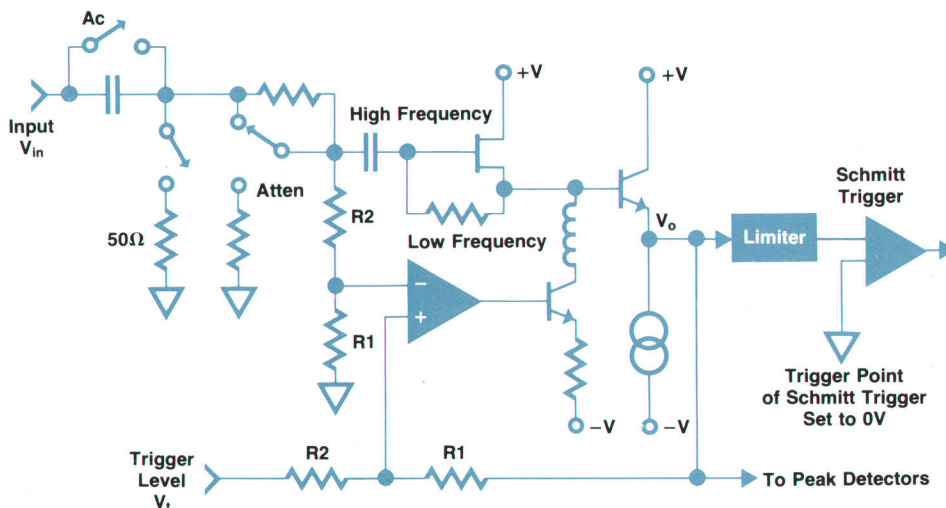 Ac
+V
+V
Input
Vin
High Frequency
Schmitt
Trigger
Atten
R2
Vo
Limiter
50Ω
Low Frequency
−
+
R1
Trigger Point
of Schmitt Trigger
Set to 0V
−V
−V
Trigger
Level
Vt
R2
R1
To Peak Detectors